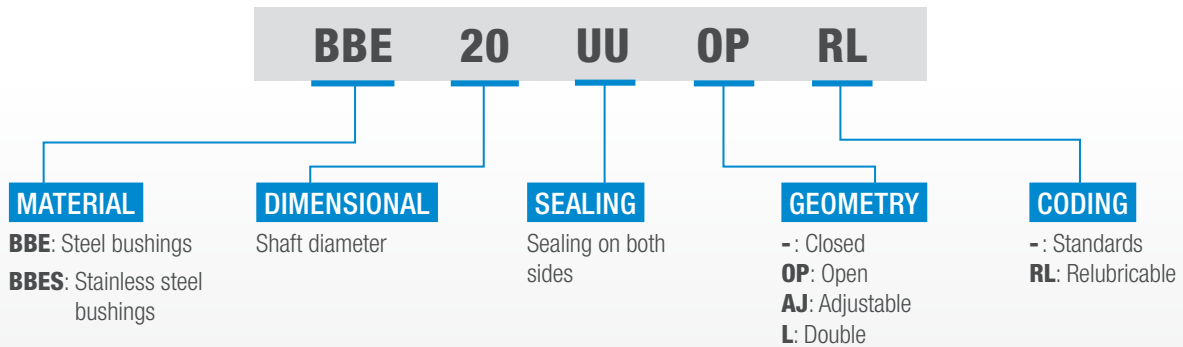 BBE 20 UU OP RL
MATERIAL
BBE: Steel bushings
BBES: Stainless steel
bushings
DIMENSIONAL
Shaft diameter
SEALING
Sealing on both
sides
GEOMETRY
-: Closed
OP: Open
AJ: Adjustable
L: Double
CODING
-: Standards
RL: Relubricable